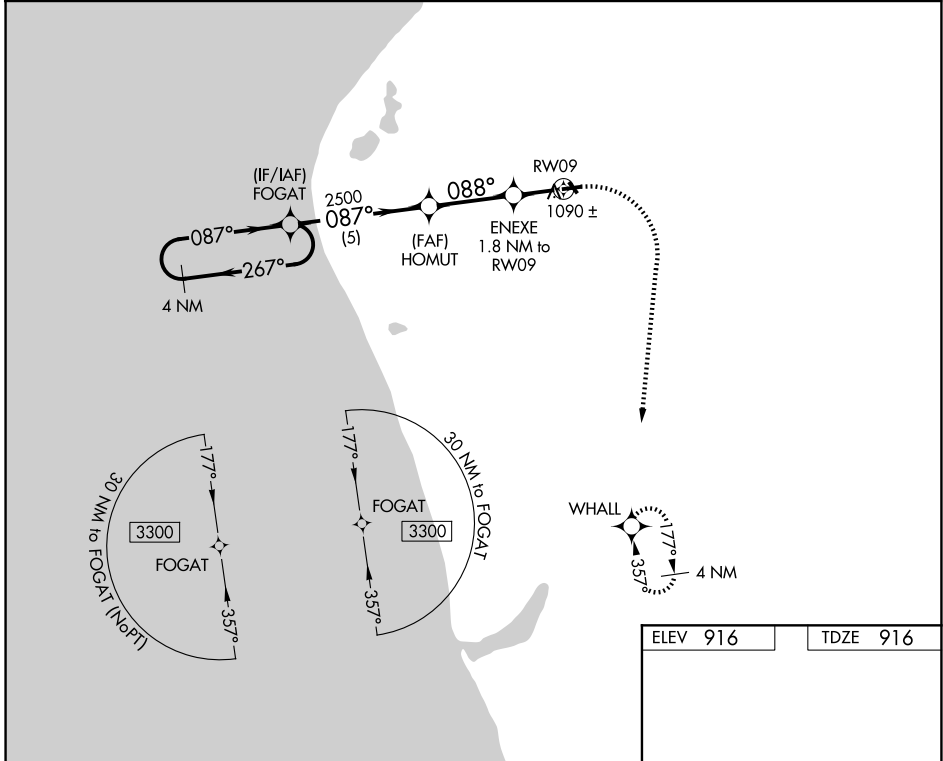 RW09
(IF/IAF)
FOGAT
2500
087°
(5)
088°
1090 ±
087°
267°
4 NM
(FAF)
HOMUT
ENEXE
1.8 NM to
RW09
177°
30 NM to FOGAT (NoPT)
3300
FOGAT
357°
177°
30 NM to FOGAT
FOGAT
3300
357°
WHALL
177°
357°
4 NM
ELEV 916
TDZE 916